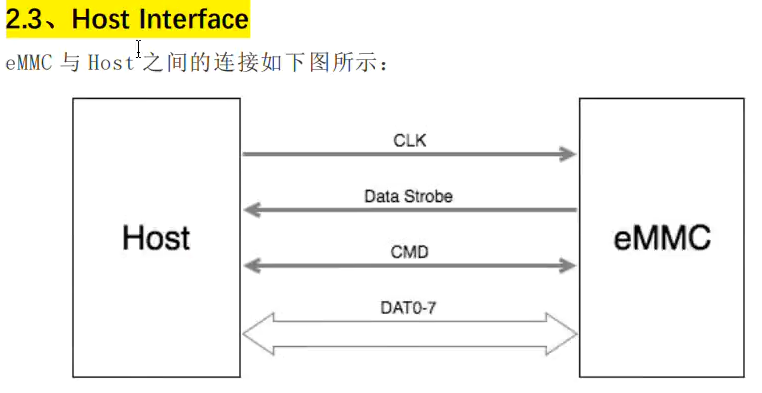 2.3、Host Interface
eMMC 与 Host 之间的连接如下图所示：
CLK
Data Strobe
Host
eMMC
CMD
DAT0-7